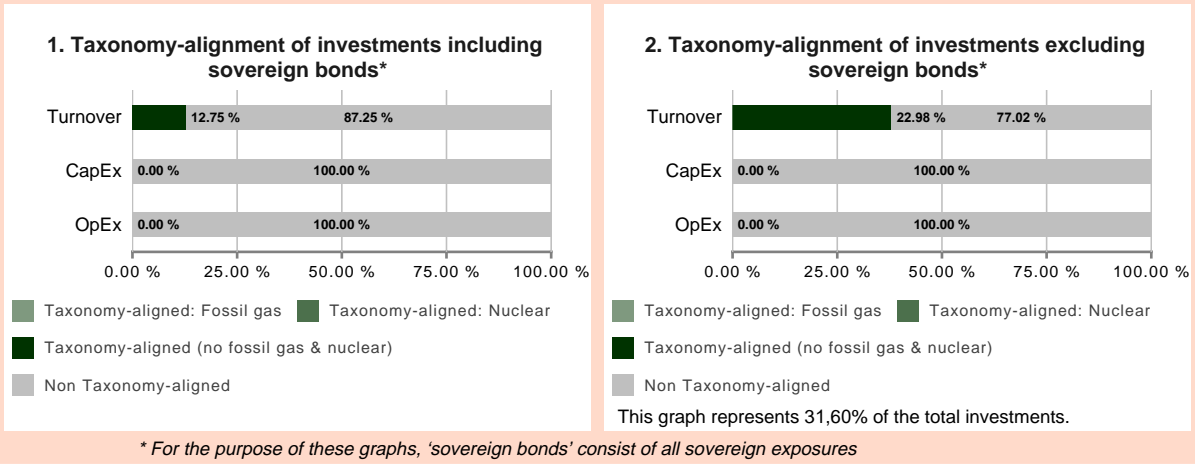 1. Taxonomy-alignment of investments including
sovereign bonds*
Turnover
12.75 %
87.25 %
CapEx
0.00 %
100.00 %
OpEx
0.00 %
100.00 %
0.00 %
25.00 %
50.00 %
75.00 %
100.00 %
Taxonomy-aligned: Fossil gas
Taxonomy-aligned: Nuclear
Taxonomy-aligned (no fossil gas & nuclear)
Non Taxonomy-aligned
2. Taxonomy-alignment of investments excluding
sovereign bonds*
Turnover
22.98 %
77.02 %
CapEx
0.00 %
100.00 %
OpEx
0.00 %
100.00 %
0.00 %
25.00 %
50.00 %
75.00 %
100.00 %
Taxonomy-aligned: Fossil gas
Taxonomy-aligned: Nuclear
Taxonomy-aligned (no fossil gas & nuclear)
Non Taxonomy-aligned
This graph represents 31,60% of the total investments.
* For the purpose of these graphs, ‘sovereign bonds’ consist of all sovereign exposures